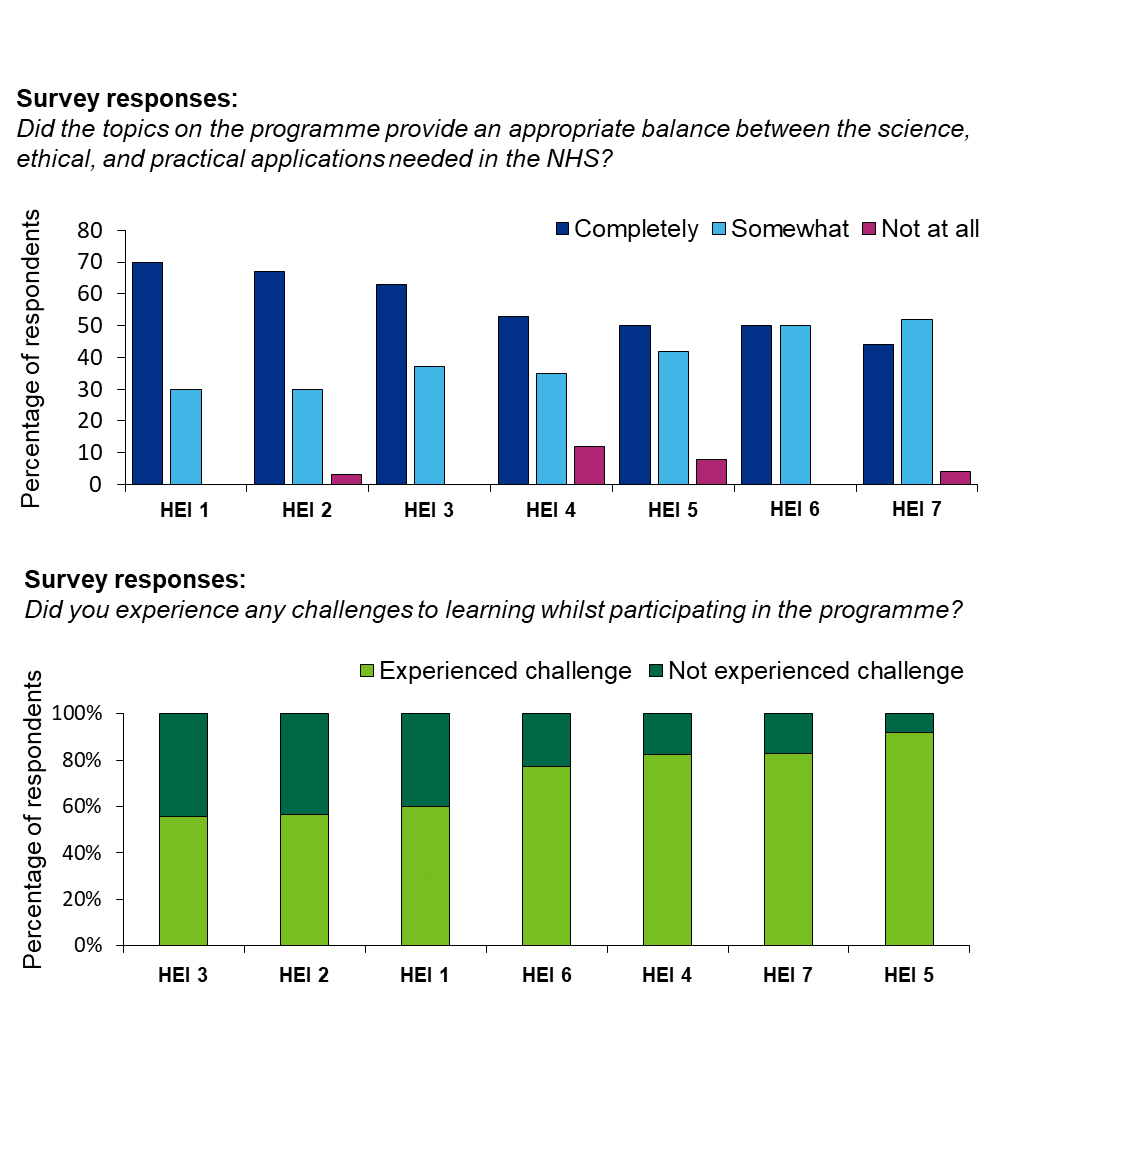 Survey responses:
Did the topics on the programme provide an appropriate balance between the science,
ethical, and practical applications needed in the NHS?
Percentage of respondents
Completely Somewhat Not at all
80
70
60
50
40
30
20
10
0
HEI 1 HEI 2 HEI 3 HEI 4 HEI 5 HEI 6 HEI 7
Survey responses:
Did you experience any challenges to learning whilst participating in the programme?
Percentage of respondents
Experienced challenge Not experienced challenge
100%
80%
60%
40%
20%
0%
HEI 3 HEI 2 HEI 1 HEI 6 HEI 4 HEI 7 HEI 5